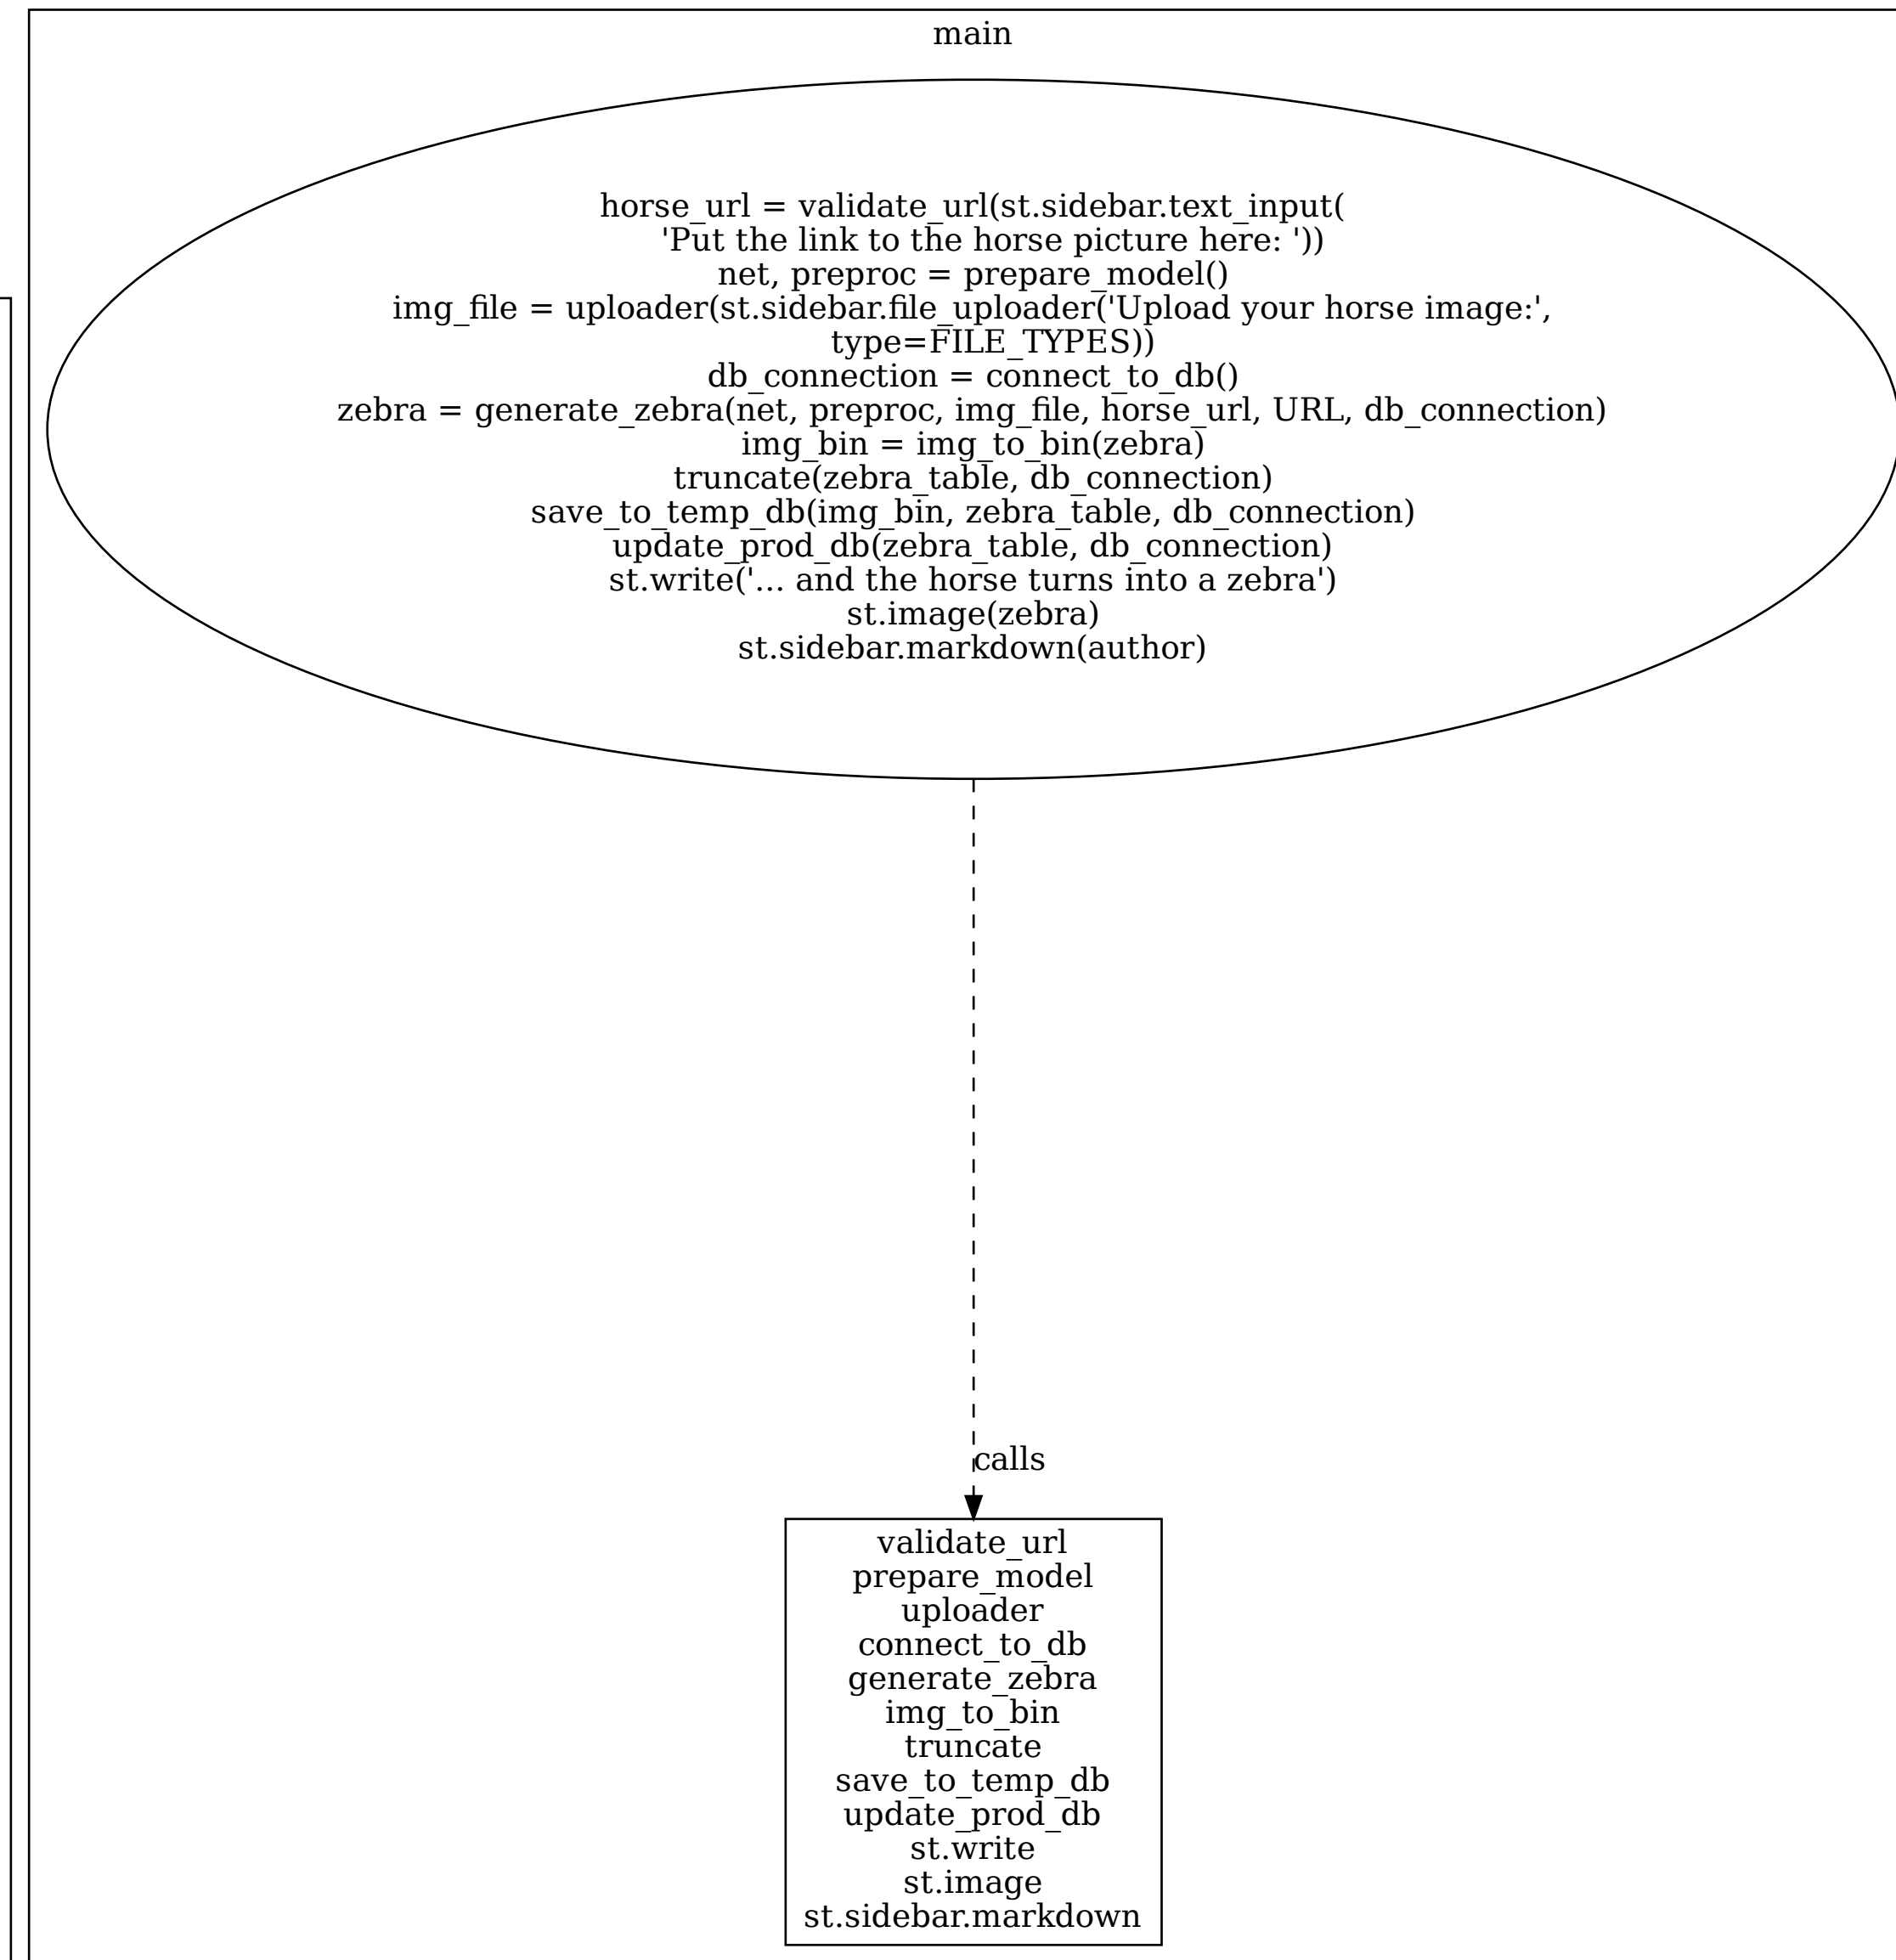 main
horse_url = validate_url(st.sidebar.text_input(
'Put the link to the horse picture here: '))
net, preproc = prepare_model()
img_file = uploader(st.sidebar.file_uploader('Upload your horse image:',
type=FILE_TYPES))
db_connection = connect_to_db()
zebra = generate_zebra(net, preproc, img_file, horse_url, URL, db_connection)
img_bin = img_to_bin(zebra)
truncate(zebra_table, db_connection)
save_to_temp_db(img_bin, zebra_table, db_connection)
update_prod_db(zebra_table, db_connection)
st.write('... and the horse turns into a zebra')
st.image(zebra)
st.sidebar.markdown(author)
calls
validate_url
prepare_model
uploader
connect_to_db
generate_zebra
img_to_bin
truncate
save_to_temp_db
update_prod_db
st.write
st.image
st.sidebar.markdown